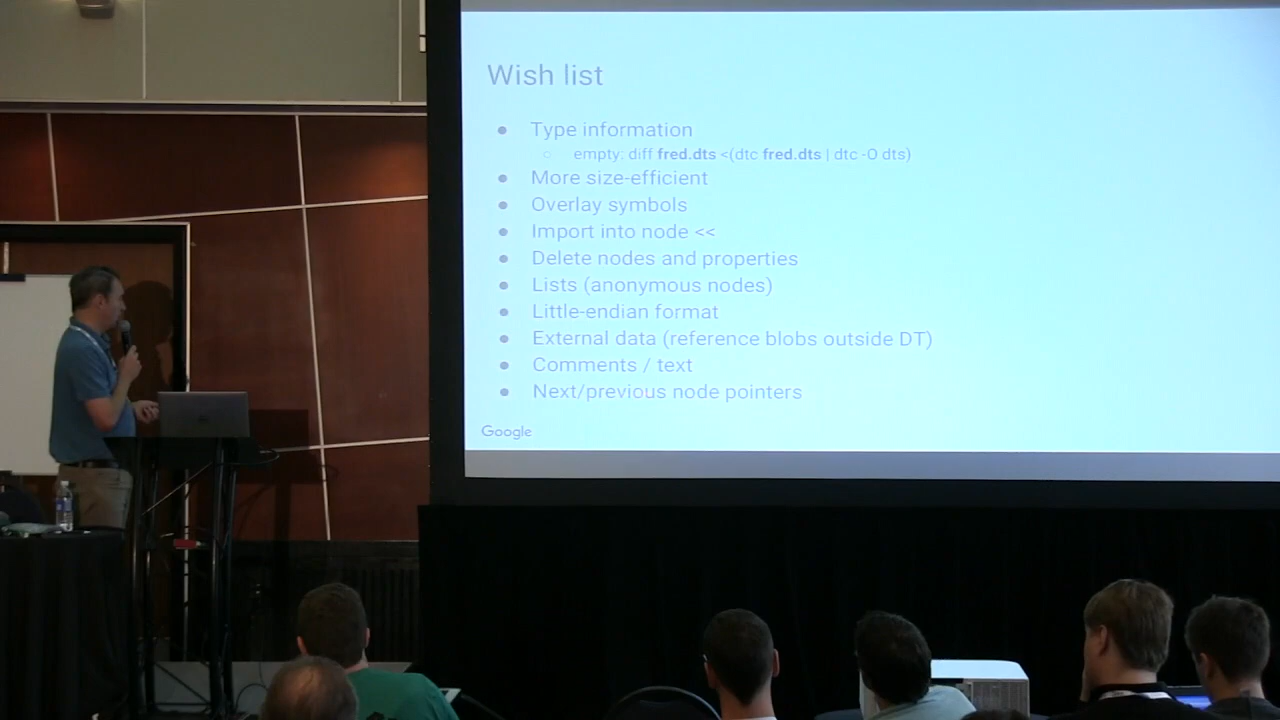 Wish list
● Type information
○ empty: diff fred.dts <(dtc fred.dts | dtc -O dts)
● More size-efficient
● Overlay symbols
● Import into node <<
● Delete nodes and properties
● Lists (anonymous nodes)
● Little-endian format
● External data (reference blobs outside DT)
● Comments / text
● Next/previous node pointers
Google